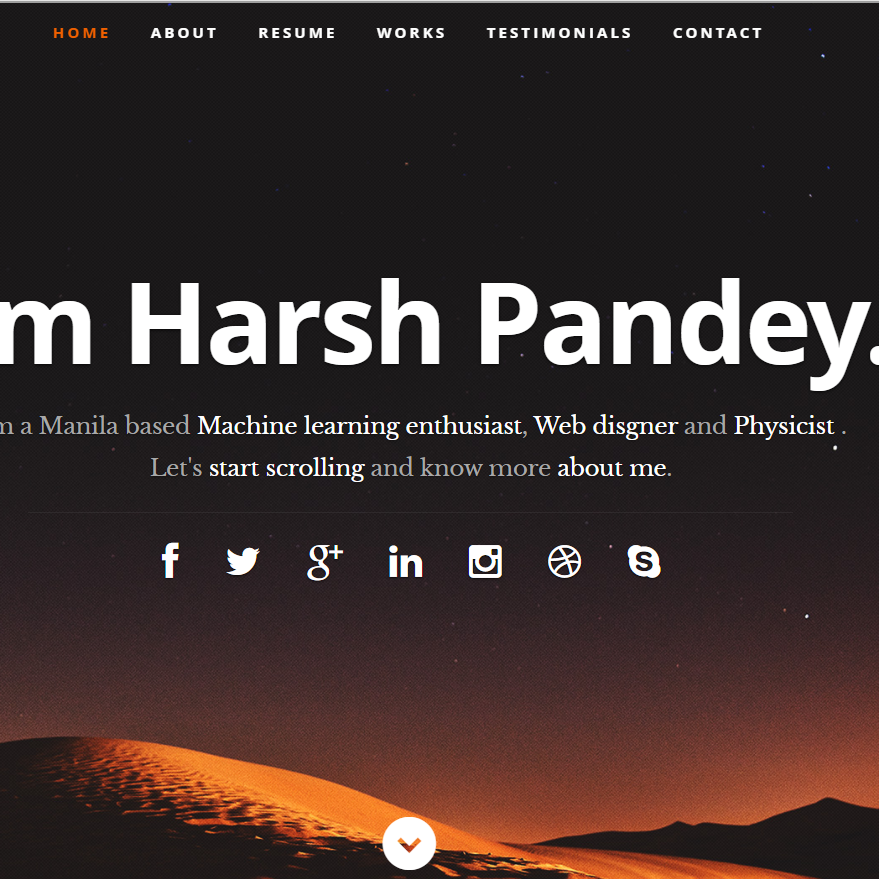 HOME ABOUT RESUME WORKS TESTIMONIALS CONTACT
m Harsh Pandey.
m a Manila based Machine learning enthusiast, Web disgner and Physicist .
Let's start scrolling and know more about me.